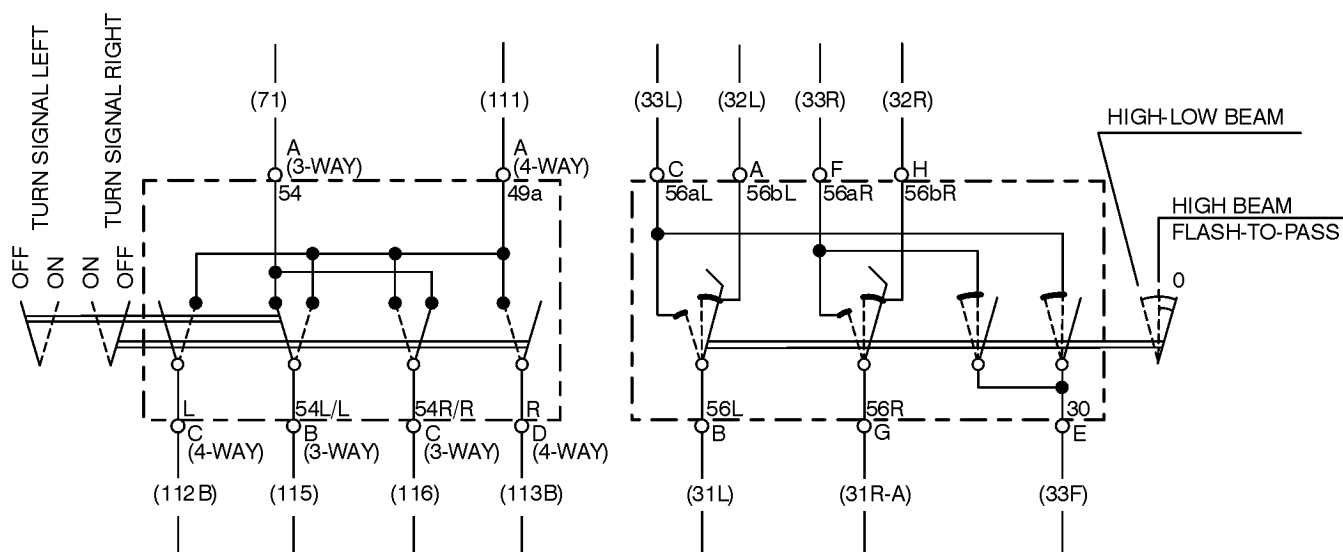 OFF
TURN SIGNAL LEFT
ON
ON
TURN SIGNAL RIGHT
OFF
(71)
(111)
(33L)
(32L)
(33R)
(32R)
HIGH-LOW BEAM
A
(3-WAY)
54
A
(4-WAY)
49a
C
56aL
A
56bL
F
56aR
H
56bR
HIGH BEAM
FLASH-TO-PASS
0
L
54L/L
54R/R
R
56L
56R
30
C
(4-WAY)
B
(3-WAY)
C
(3-WAY)
D
(4-WAY)
B
G
E
(112B)
(115)
(116)
(113B)
(31L)
(31R-A)
(33F)